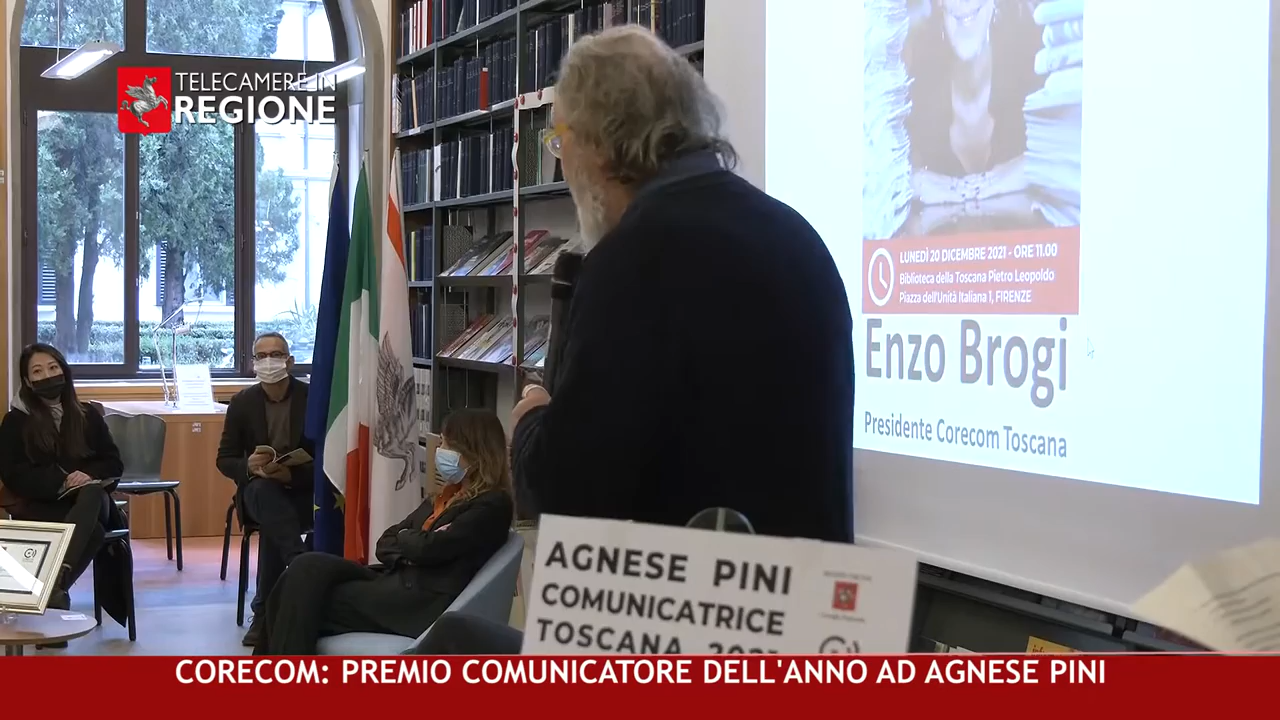 TELECAMERE IN
REGIONE
LUNEDÌ 20 DICEMBRE 2021 - ORE 11.00
Biblioteca della Toscana Pietro Leopoldo
Piazza dell'Unità Italiana 1, FIRENZE
Enzo Brogi
Presidente Corecom Toscana
AGNESE PINI
COMUNICATRICE
TOSCANA 2021
CORECOM: PREMIO COMUNICATORE DELL'ANNO AD AGNESE PINI